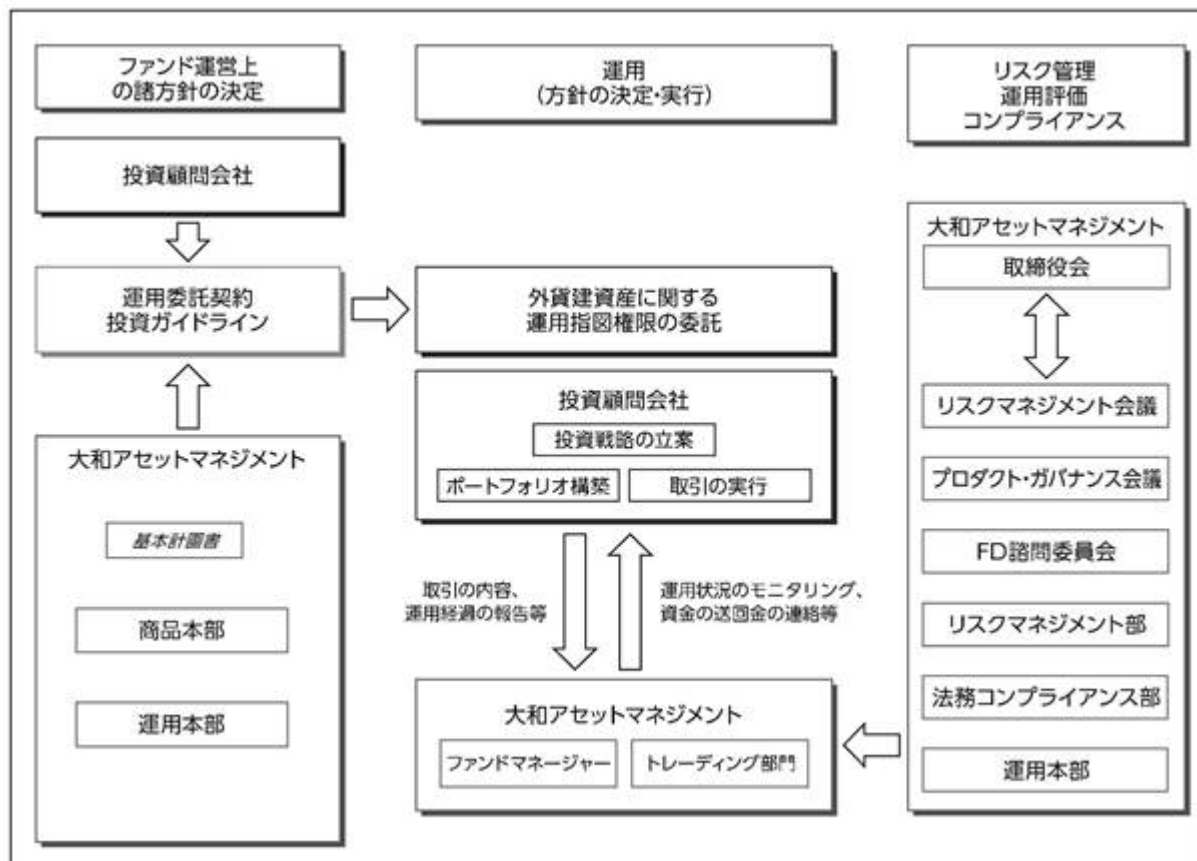 ファンド運営上
の諸方針の決定
投資顧問会社
運用委託契約
投資ガイドライン
大和アセットマネジメント
基本計画書
商品本部
運用本部
運用
(方針の決定・実行)
外貨建資産に関する
運用指図権限の委託
投資顧問会社
投資戦略の立案
ポートフォリオ構築
取引の実行
取引の内容、
運用経過の報告等
運用状況のモニタリング、
資金の送回金の連絡等
大和アセットマネジメント
ファンドマネージャー
トレーディング部門
リスク管理
運用評価
コンプライアンス
大和アセットマネジメント
取締役会
リスクマネジメント会議
プロダクト・ガバナンス会議
FD諮問委員会
リスクマネジメント部
法務コンプライアンス部
運用本部